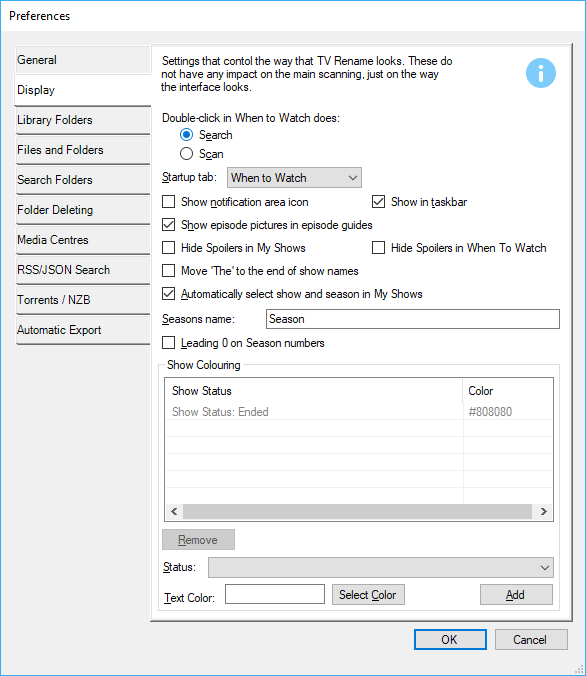 Preferences
General
Display
Library Folders
Files and Folders
Search Folders
Folder Deleting
Media Centres
RSS/JSON Search
Torrents / NZB
Automatic Export
Settings that contol the way that TV Rename looks. These do
not have any impact on the main scanning, just on the way
the interface looks.
Double-click in When to Watch does:
Search
Scan
Startup tab: When to Watch
Show notification area icon Show in taskbar
Show episode pictures in episode guides
Hide Spoilers in My Shows Hide Spoilers in When To Watch
Move 'The' to the end of show names
Automatically select show and season in My Shows
Seasons name: Season
Leading 0 on Season numbers
Show Colouring
Show Status Color
Show Status: Ended #808080
Remove
Status:
Text Color: Select Color Add
OK Cancel